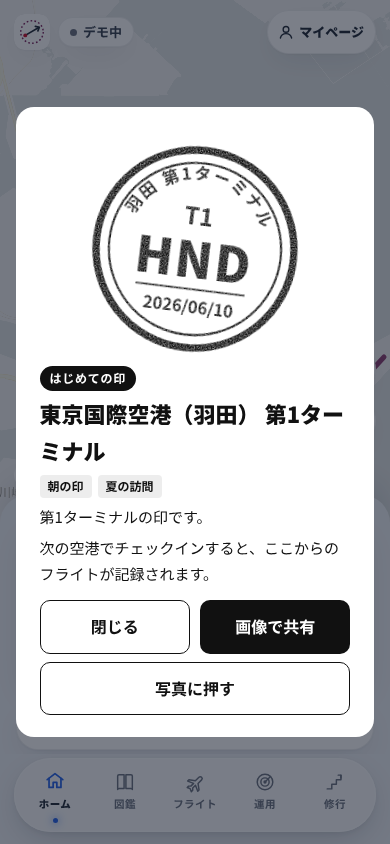 デモ中
マイページ
羽田 第1ターミナル
T1
HND
2026/06/10
はじめての印
東京国際空港（羽田） 第1ター
ミナル
朝の印
夏の訪問
第1ターミナルの印です。
次の空港でチェックインすると、ここからの
フライトが記録されます。
閉じる
画像で共有
写真に押す
ホーム
図鑑
フライト
運用
修行